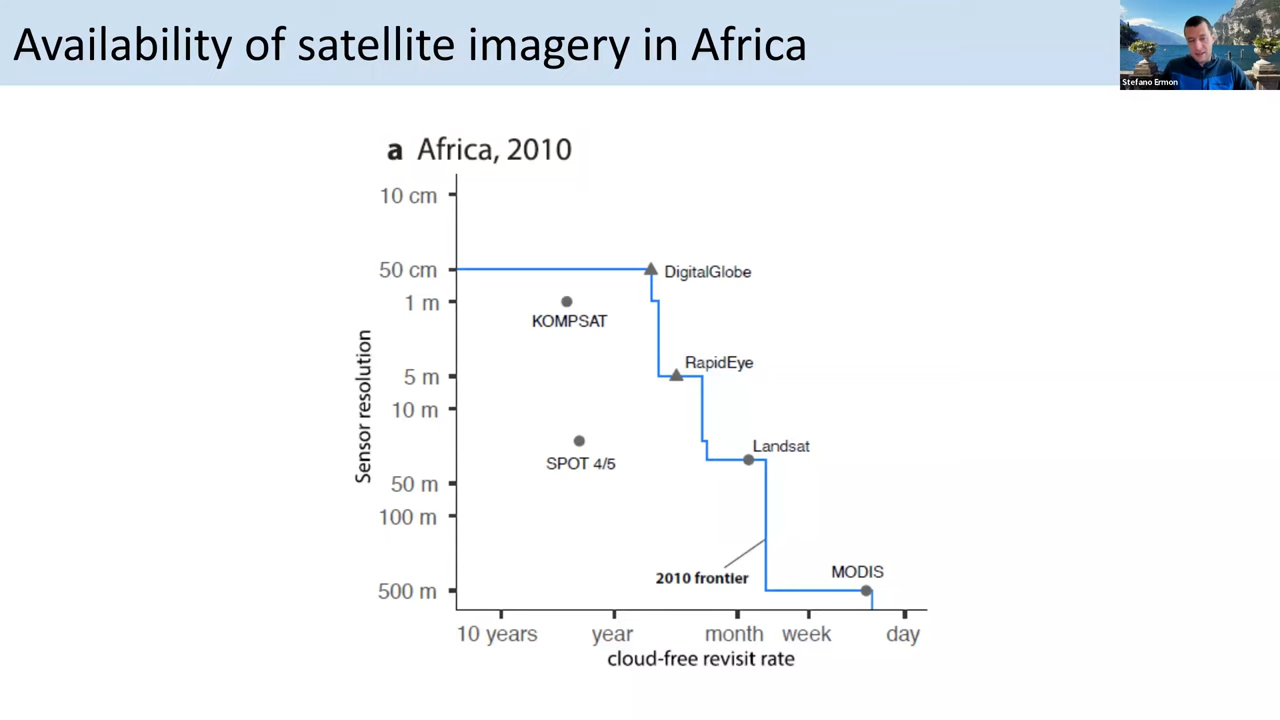 Availability of satellite imagery in Africa
Stefano Ermon
a Africa, 2010
10 cm
50 cm
DigitalGlobe
1 m
KOMPSAT
RapidEye
5 m
10 m
Landsat
SPOT 4/5
50 m
100 m
2010 frontier
MODIS
500 m
Sensor resolution
10 years year month week day
cloud-free revisit rate